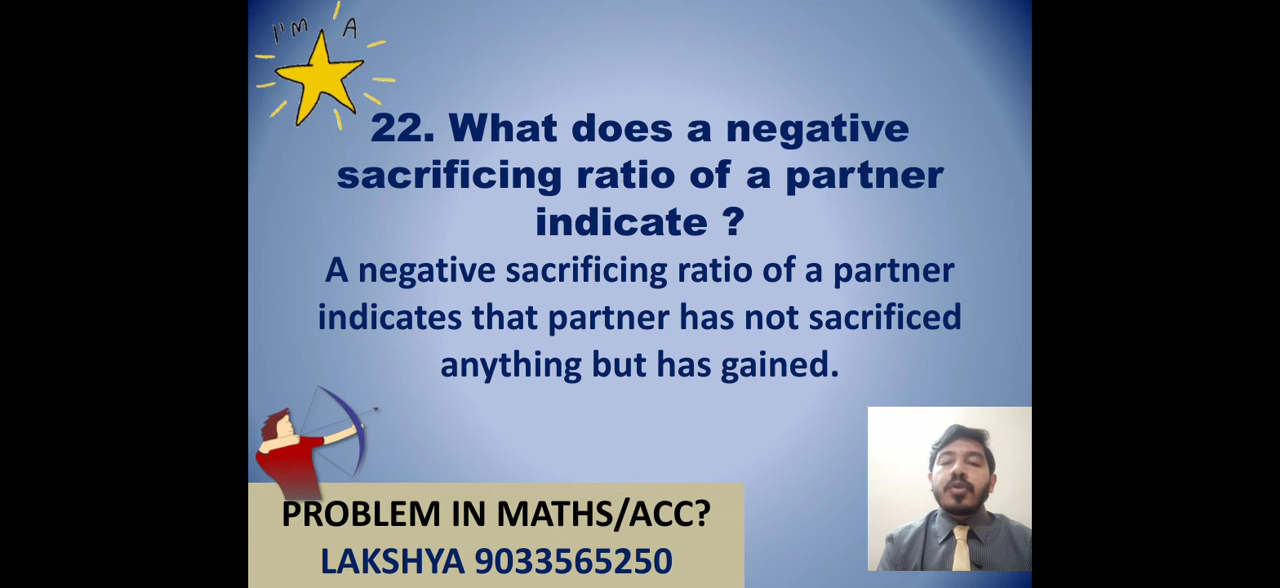 I'M A
22. What does a negative
sacrificing ratio of a partner
indicate ?
A negative sacrificing ratio of a partner
indicates that partner has not sacrificed
anything but has gained.
PROBLEM IN MATHS/ACC?
LAKSHYA 9033565250